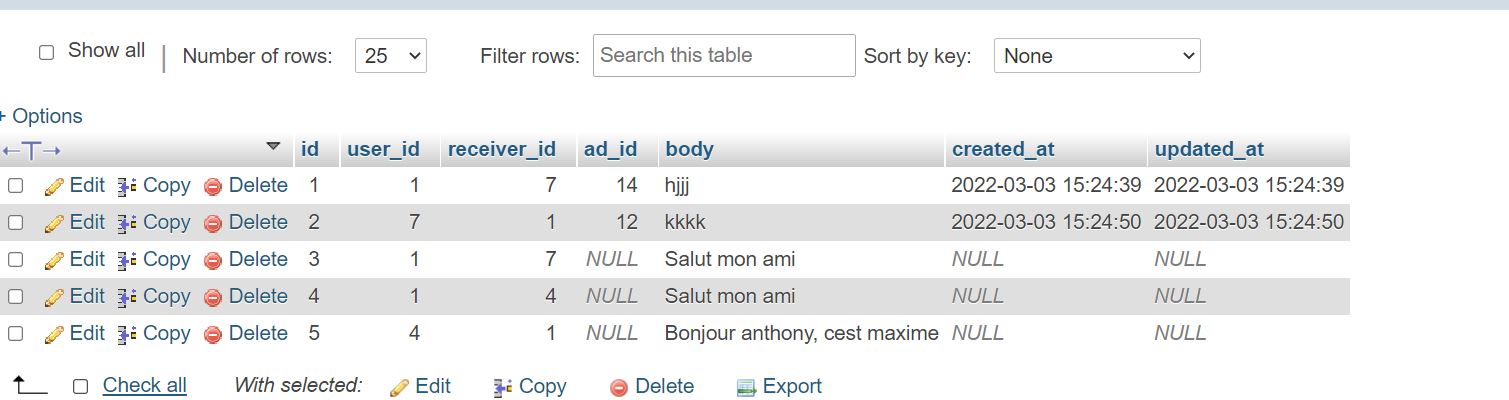 Show all | Number of rows: 25 Filter rows: Search this table Sort by key: None
+ Options
←T→ id user_id receiver_id ad_id body created_at updated_at
Edit Copy Delete 1 1 7 14 hjjj 2022-03-03 15:24:39 2022-03-03 15:24:39
Edit Copy Delete 2 7 1 12 kkkk 2022-03-03 15:24:50 2022-03-03 15:24:50
Edit Copy Delete 3 1 7 NULL Salut mon ami NULL NULL
Edit Copy Delete 4 1 4 NULL Salut mon ami NULL NULL
Edit Copy Delete 5 4 1 NULL Bonjour anthony, cest maxime NULL NULL
Check all With selected: Edit Copy Delete Export